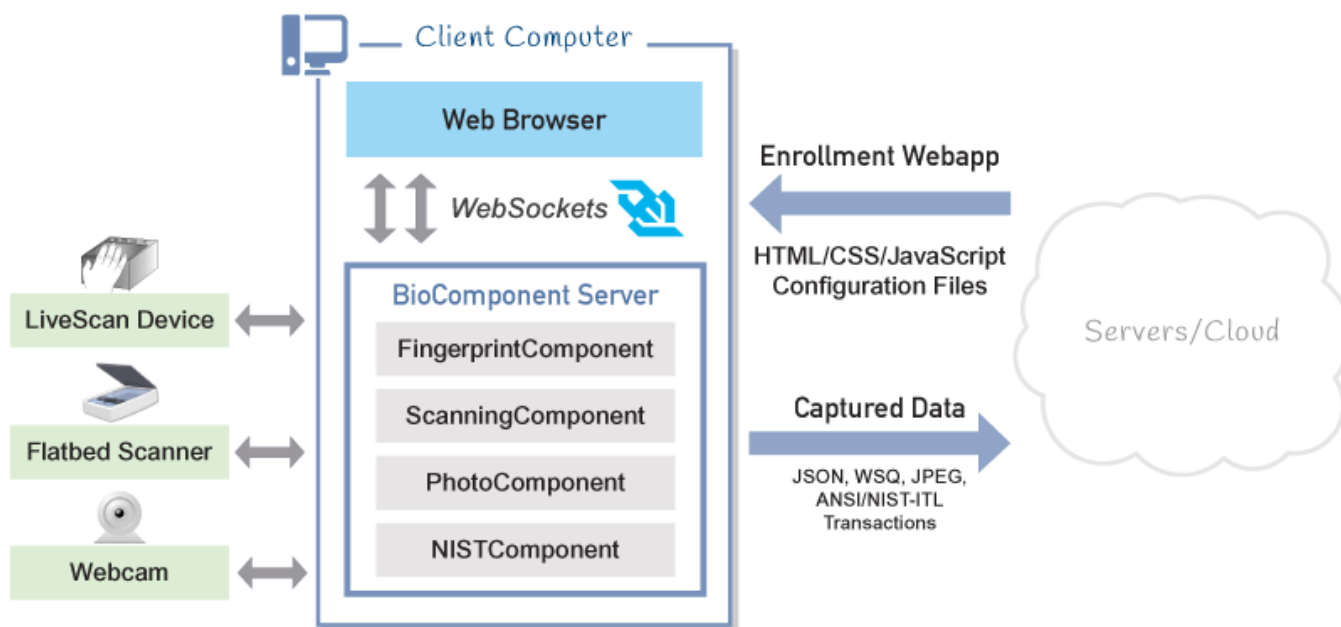 Client Computer
Web Browser
WebSockets
BioComponent Server
FingerprintComponent
ScanningComponent
PhotoComponent
NISTComponent
LiveScan Device
Flatbed Scanner
Webcam
Enrollment Webapp
HTML/CSS/JavaScript
Configuration Files
Captured Data
JSON, WSQ, JPEG,
ANSI/NIST-ITL
Transactions
Servers/Cloud